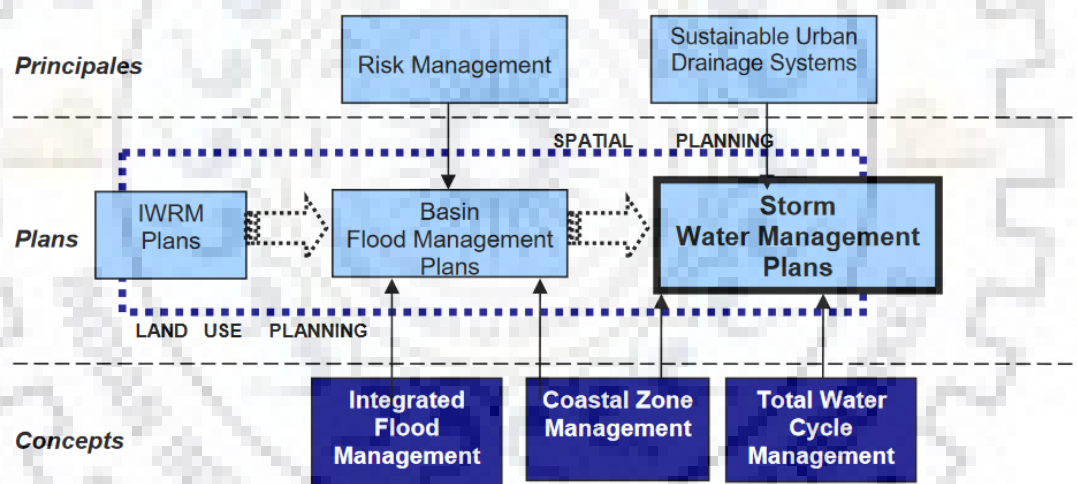 Principales
Risk Management
Sustainable Urban
Drainage Systems
SPATIAL PLANNING
Plans
IWRM
Plans
Basin
Flood Management
Plans
Storm
Water Management
Plans
LAND USE PLANNING
Concepts
Integrated
Flood
Management
Coastal Zone
Management
Total Water
Cycle
Management